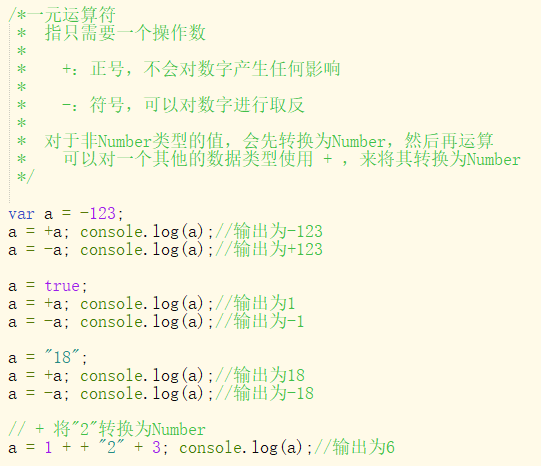 /*一元运算符
* 指只需要一个操作数
*
* +: 正号，不会对数字产生任何影响
*
* -: 符号，可以对数字进行取反
*
* 对于非Number类型的值，会先转换为Number，然后再运算
* 可以对一个其他的数据类型使用 + ，来将其转换为Number
*/
var a = -123;
a = +a; console.log(a);//输出为-123
a = -a; console.log(a);//输出为+123
a = true;
a = +a; console.log(a);//输出为1
a = -a; console.log(a);//输出为-1
a = "18";
a = +a; console.log(a);//输出为18
a = -a; console.log(a);//输出为-18
// + 将"2"转换为Number
a = 1 + + "2" + 3; console.log(a);//输出为6